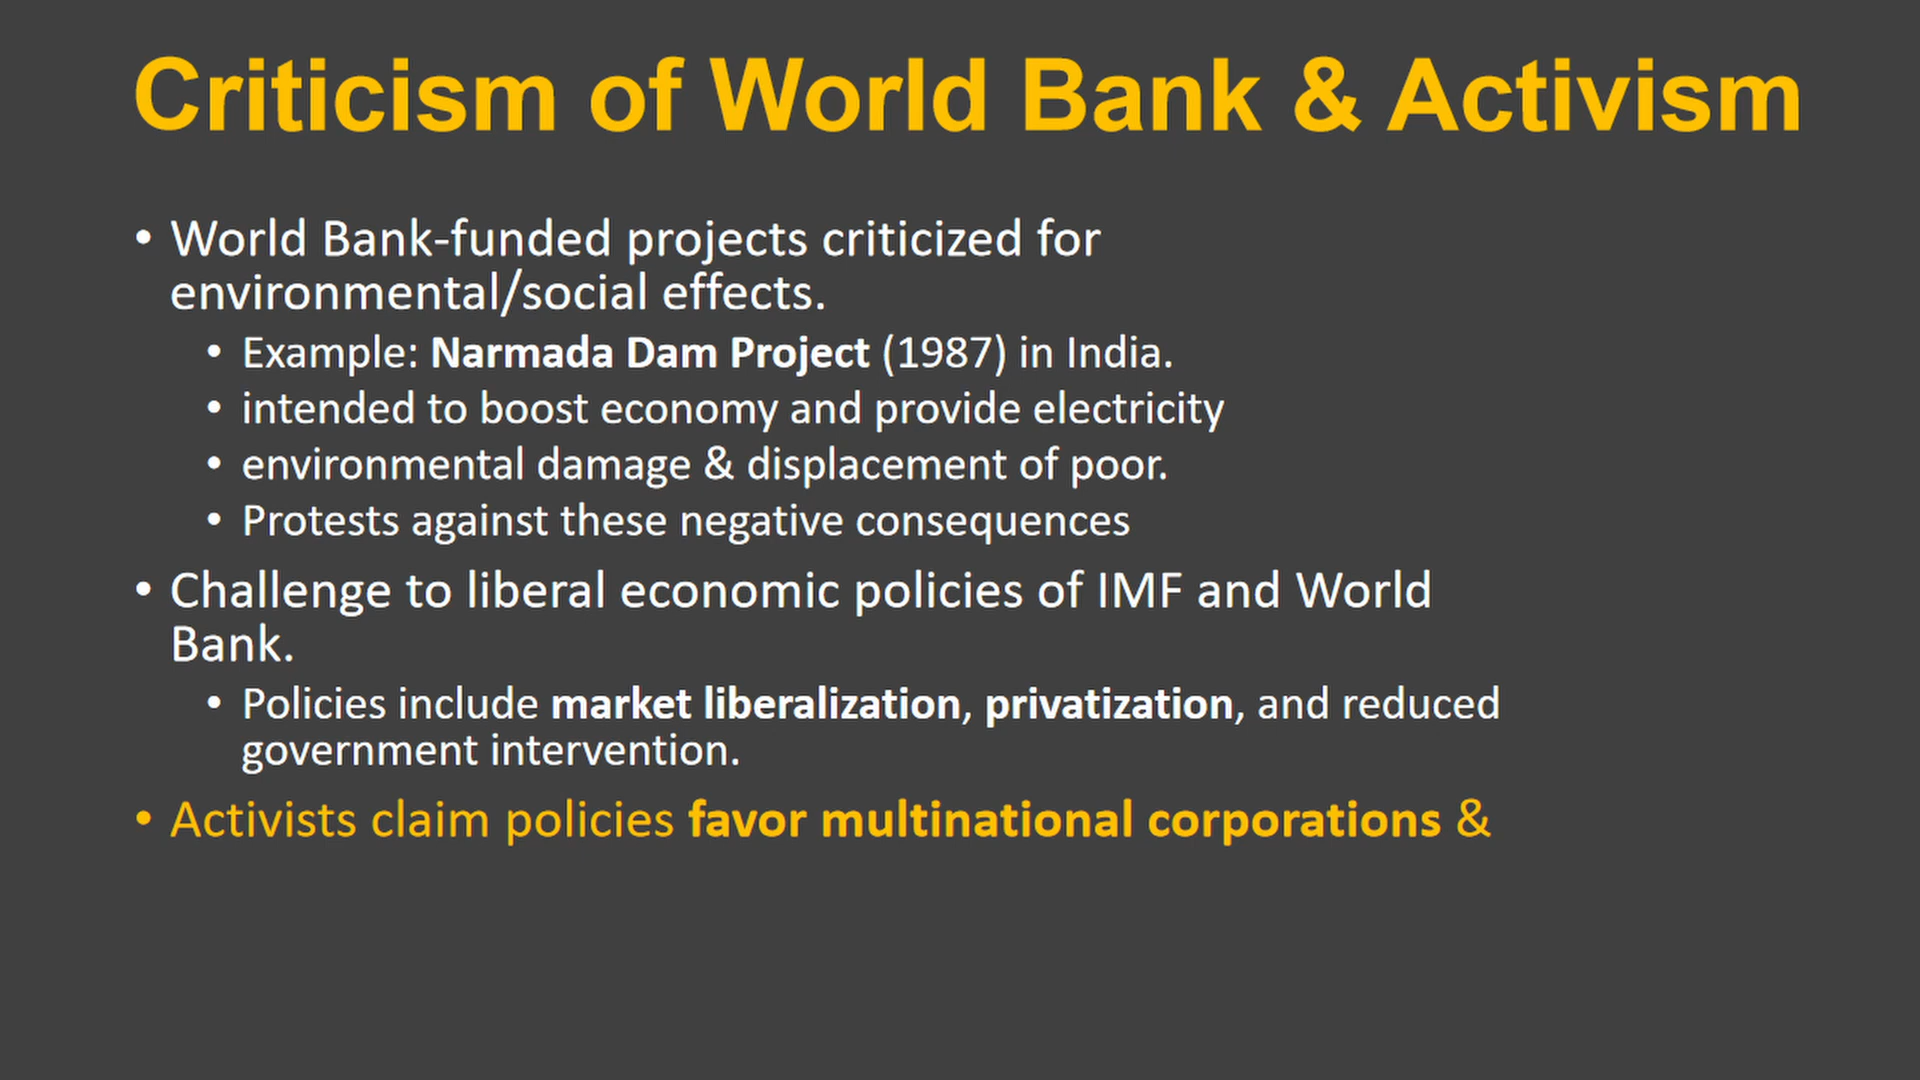 Criticism of World Bank & Activism
• World Bank-funded projects criticized for
environmental/social effects.
• Example: Narmada Dam Project (1987) in India.
• intended to boost economy and provide electricity
• environmental damage & displacement of poor.
• Protests against these negative consequences
• Challenge to liberal economic policies of IMF and World
Bank.
• Policies include market liberalization, privatization, and reduced
government intervention.
• Activists claim policies favor multinational corporations &